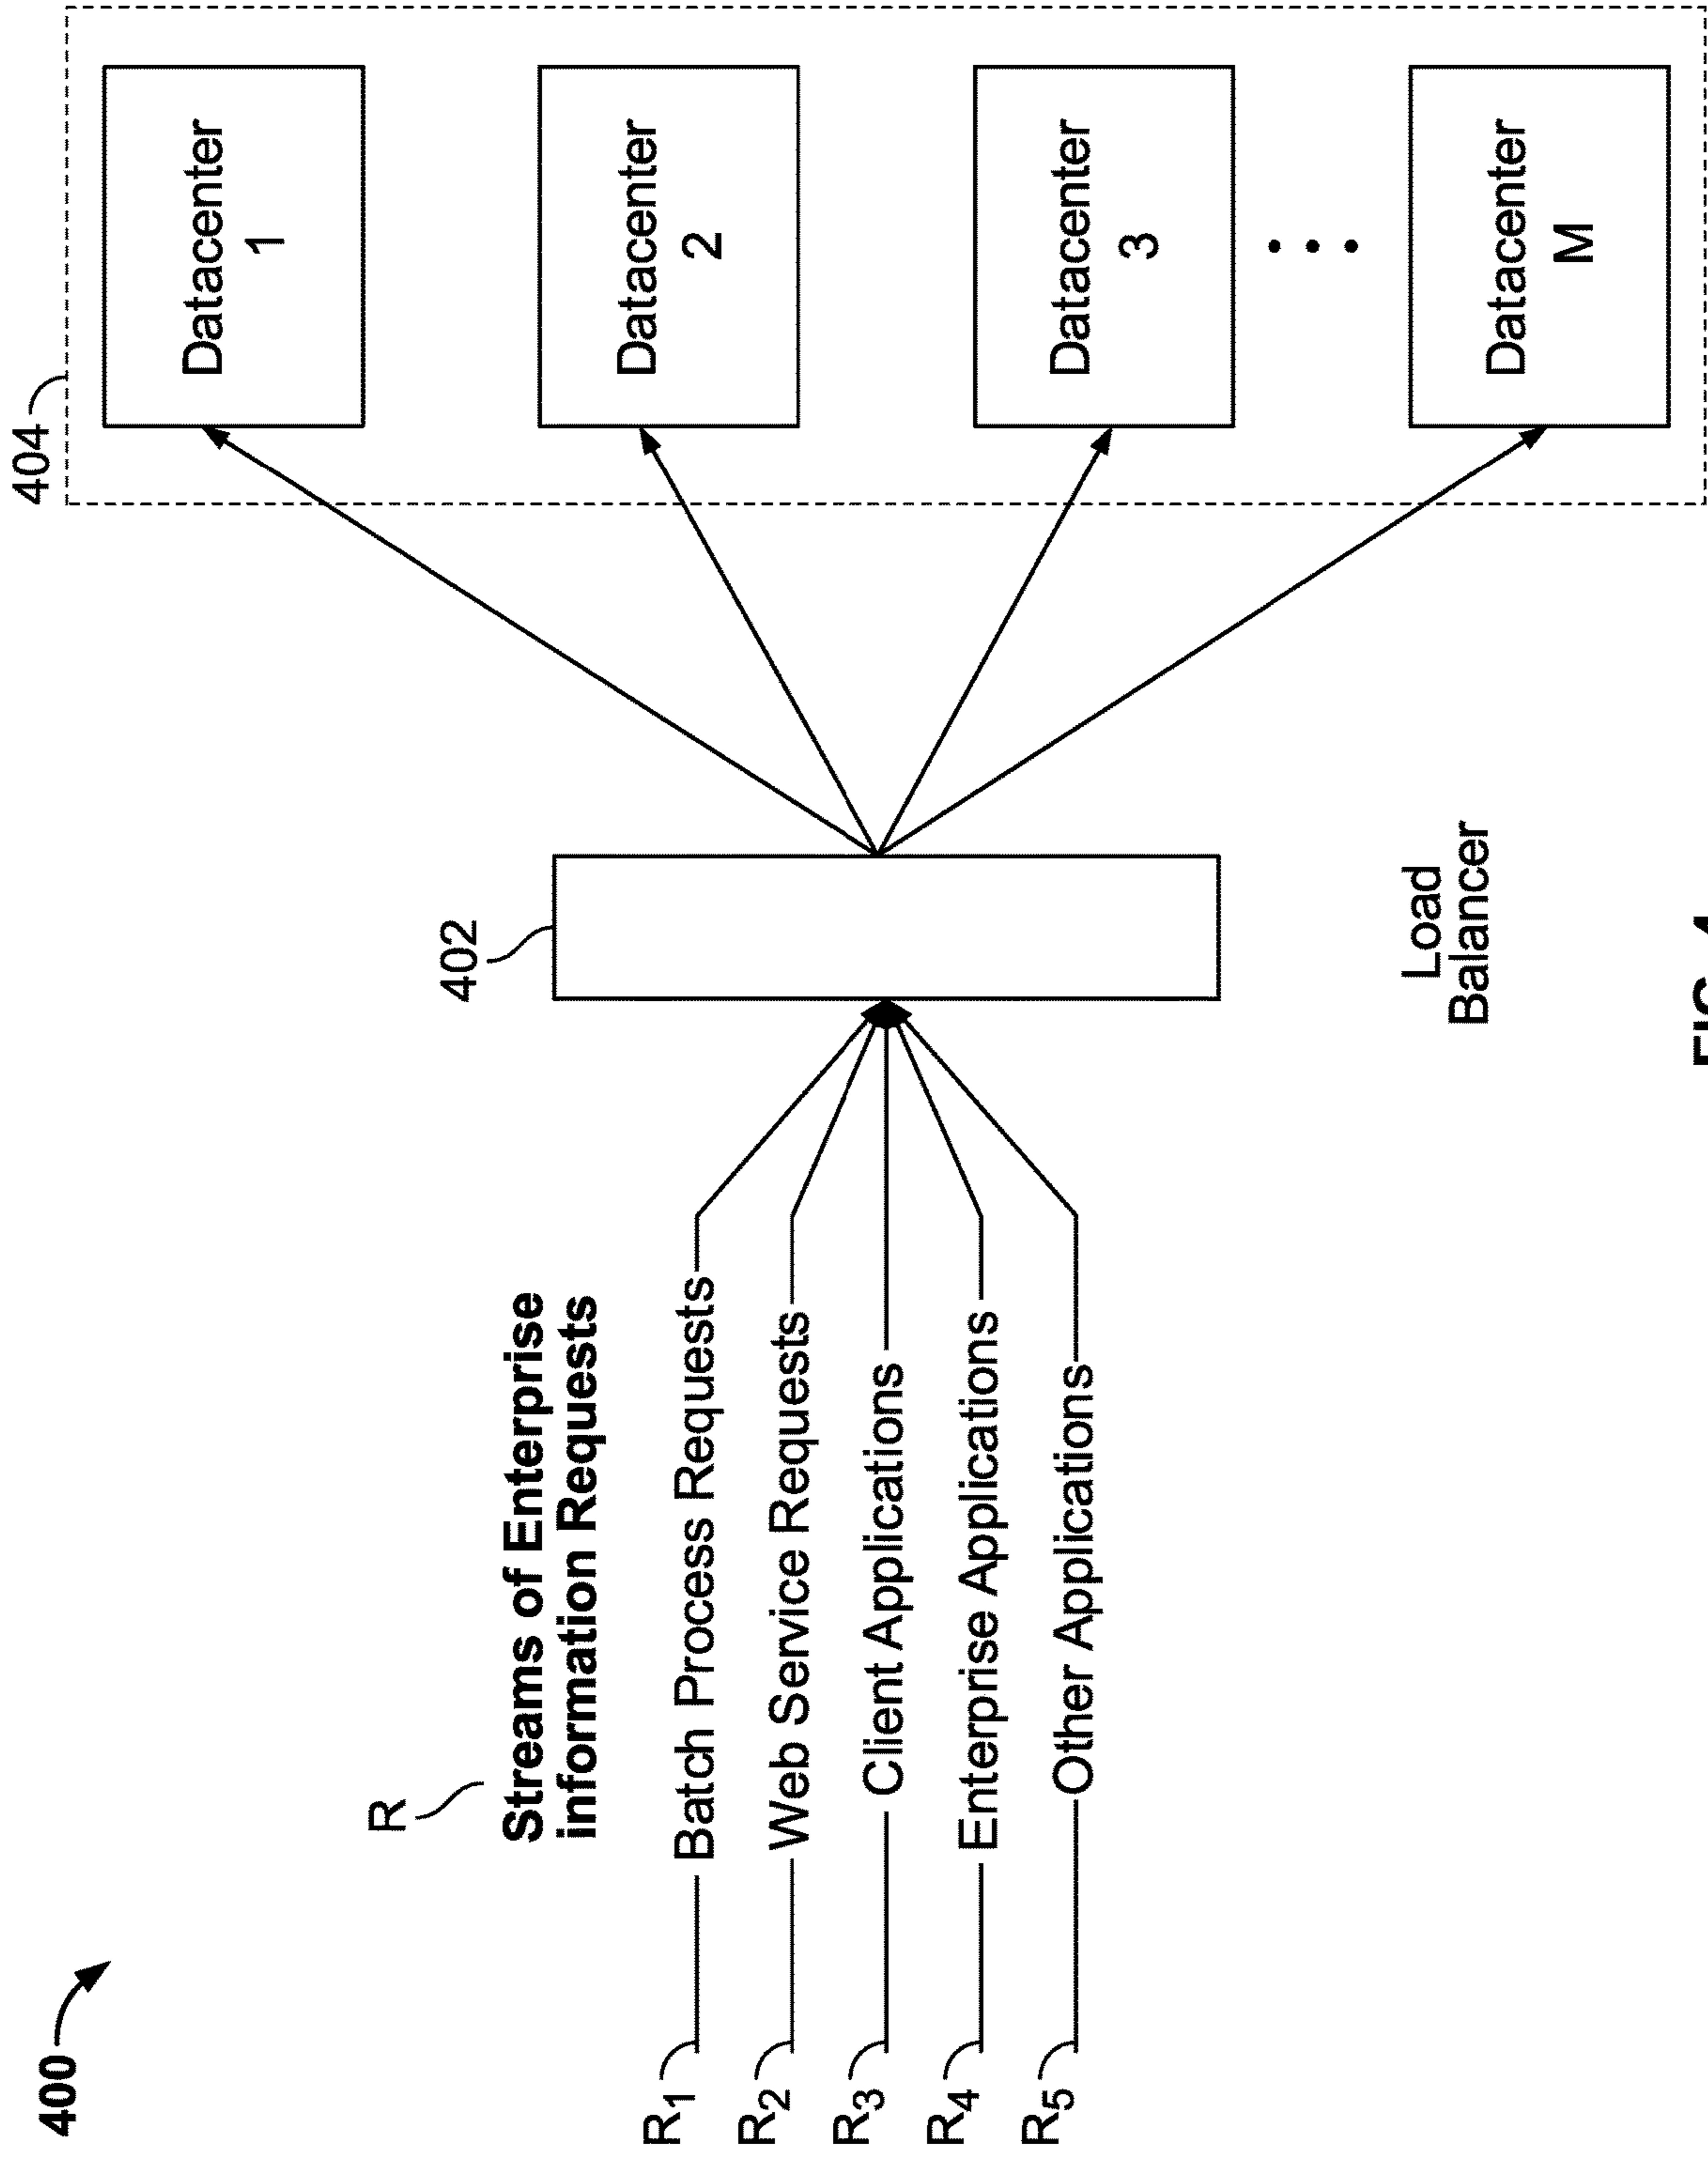 400
R
Streams of Enterprise
information Requests
R1 Batch Process Requests
R2 Web Service Requests
R3 Client Applications
R4 Enterprise Applications
R5 Other Applications
402
Load
Balancer
404
Datacenter
1
Datacenter
2
Datacenter
3
Datacenter
M